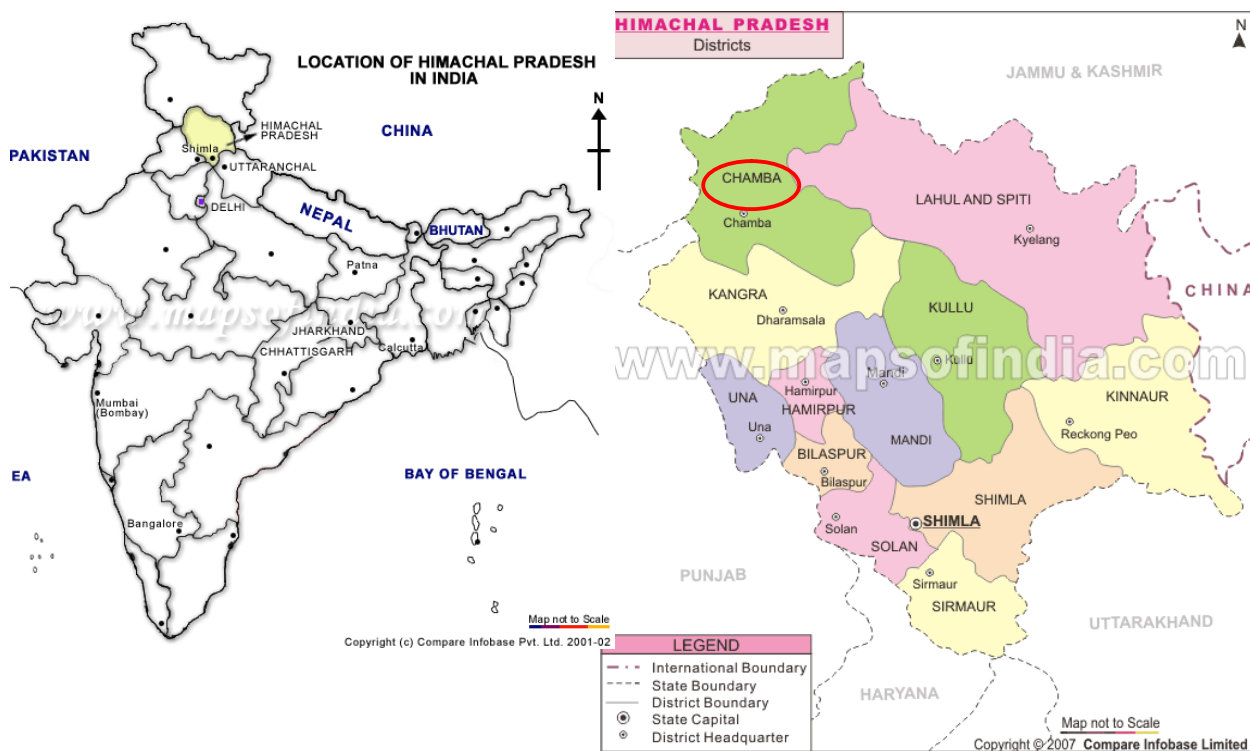 LOCATION OF HIMACHAL PRADESH
IN INDIA
N
CHINA
PAKISTAN
HIMACHAL
PRADESH
Shimla
UTTARANCHAL
DELHI
NEPAL
BHUTAN
Patna
www.mapsofindia.com
JHARKHAND
CHHATTISGARH
Calcutta
Mumbai
(Bombay)
EA
BAY OF BENGAL
Bangalore
Map not to Scale
Copyright (c) Compare Infobase Pvt. Ltd. 2001-02
HIMACHAL PRADESH
Districts
N
JAMMU & KASHMIR
CHAMBA
Chamba
LAHUL AND SPITI
Kyelang
CHINA
KANGRA
Dharamsala
KULLU
Kullu
www.mapsofindia.com
Mandi
MANDI
Hamirpur
HAMIRPUR
UNA
Una
KINNAUR
Reckong Peo
BILASPUR
Bilaspur
SHIMLA
SHIMLA
Solan
SOLAN
Sirmaur
SIRMAUR
PUNJAB
UTTARAKHAND
HARYANA
LEGEND
International Boundary
State Boundary
District Boundary
State Capital
District Headquarter
Map not to Scale
Copyright © 2007 Compare Infobase Limited